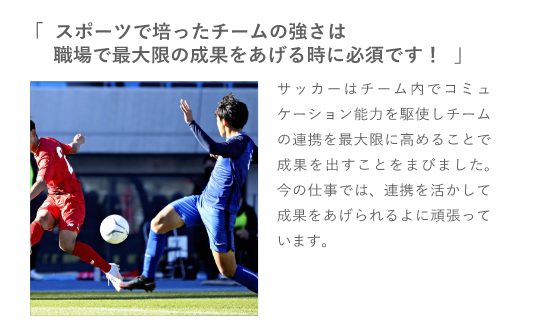 「 スポーツで培ったチームの強さは
職場で最大限の成果をあげる時に必須です！ 」
サッカーはチーム内でコミュ
ケーション能力を駆使しチーム
の連携を最大限に高めることで
成果を出すことをまびました。
今の仕事では、連携を活かして
成果をあげられるよに頑張って
います。